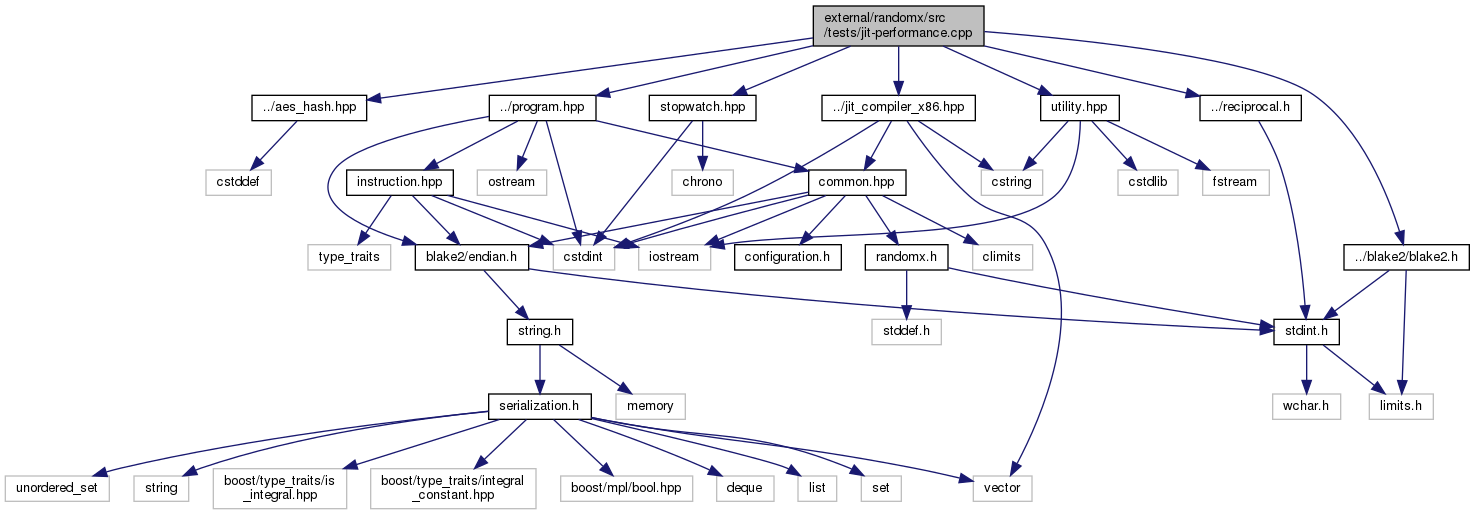 external/randomx/src
/tests/jit-performance.cpp
../aes_hash.hpp
../program.hpp
stopwatch.hpp
../jit_compiler_x86.hpp
utility.hpp
../reciprocal.h
cstddef
instruction.hpp
ostream
chrono
common.hpp
cstring
cstdlib
fstream
type_traits
blake2/endian.h
cstdint
iostream
configuration.h
randomx.h
climits
../blake2/blake2.h
string.h
stddef.h
stdint.h
serialization.h
memory
wchar.h
limits.h
unordered_set
string
boost/type_traits/is
_integral.hpp
boost/type_traits/integral
_constant.hpp
boost/mpl/bool.hpp
deque
list
set
vector